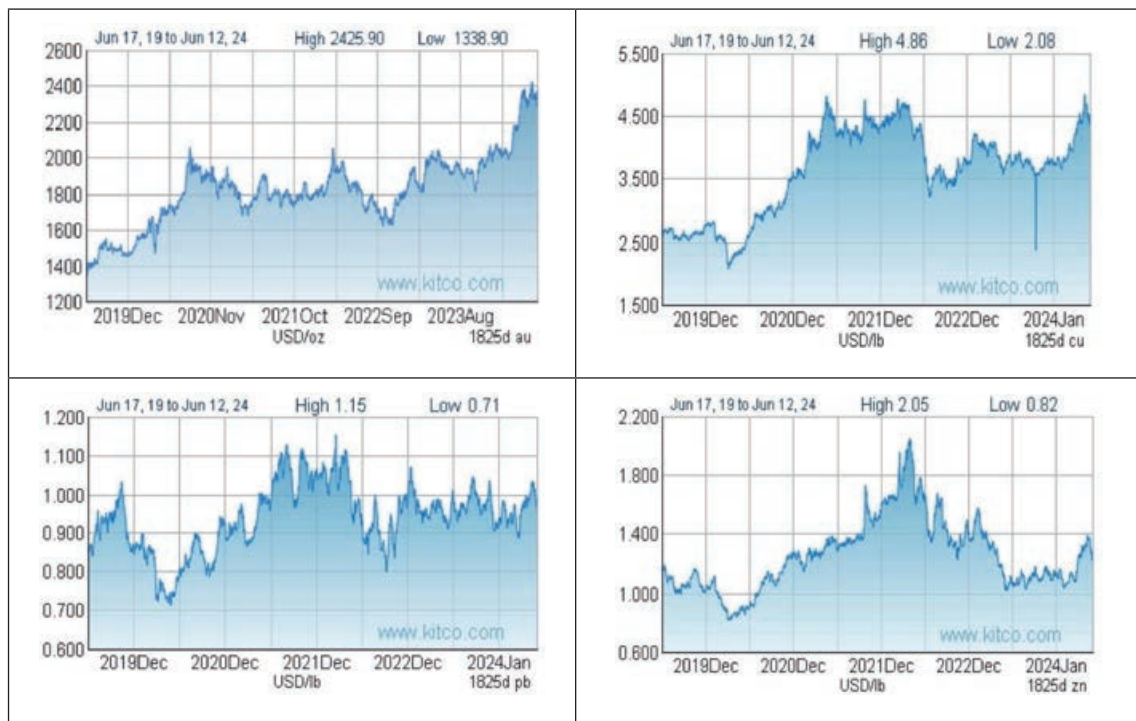 Jun 17, 19 to Jun 12, 24 High 2425.90 Low 1338.90
2600
2400
2200
2000
1800
1600
1400
1200
www.kitco.com
2019Dec 2020Nov 2021Oct 2022Sep 2023Aug
USD/oz 1825d au
Jun 17, 19 to Jun 12, 24 High 4.86 Low 2.08
5.500
4.500
3.500
2.500
1.500
www.kitco.com
2019Dec 2020Dec 2021Dec 2022Dec 2024Jan
USD/lb 1825d cu
Jun 17, 19 to Jun 12, 24 High 1.15 Low 0.71
1.200
1.100
1.000
0.900
0.800
0.700
0.600
www.kitco.com
2019Dec 2020Dec 2021Dec 2022Dec 2024Jan
USD/lb 1825d pb
Jun 17, 19 to Jun 12, 24 High 2.05 Low 0.82
2.200
1.800
1.400
1.000
0.600
www.kitco.com
2019Dec 2020Dec 2021Dec 2022Dec 2024Jan
USD/lb 1825d zn